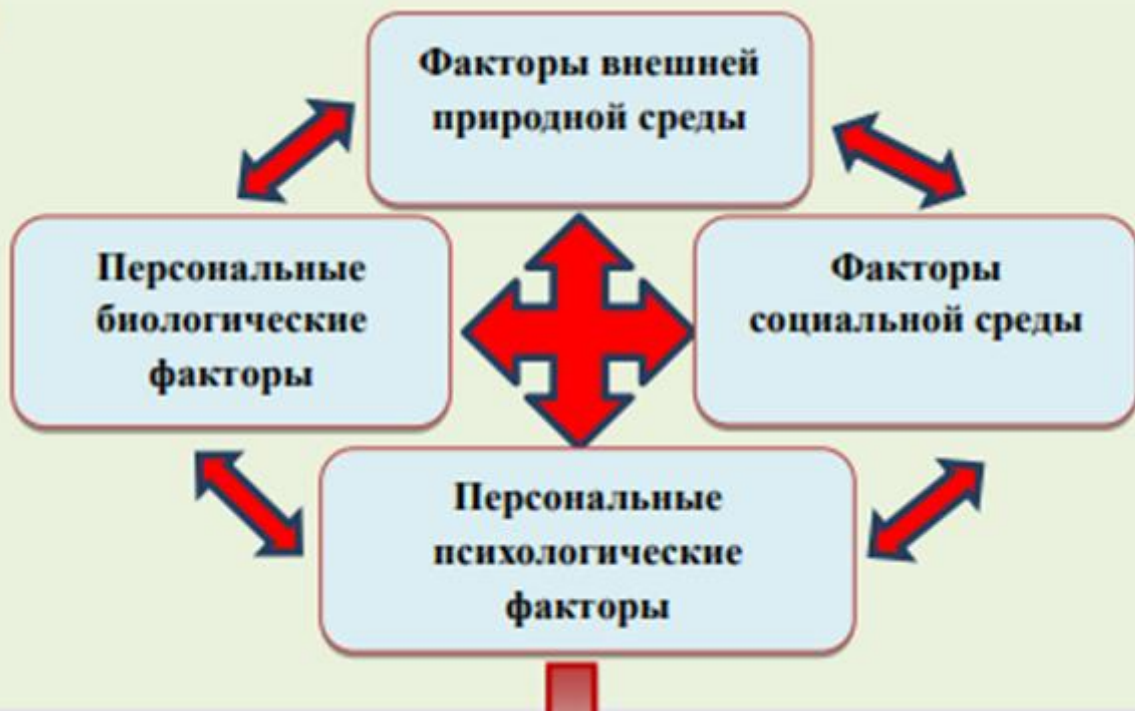 Факторы внешней
природной среды
Персональные
биологические
факторы
Факторы
социальной среды
Персональные
психологические
факторы